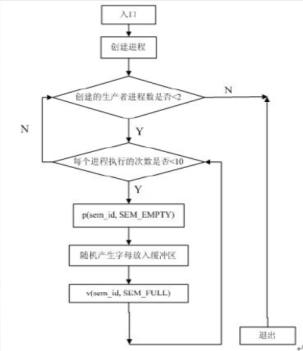 入口
创建进程
创建的生产者进程数是否<2
N
Y
N
每个进程执行的次数是否<10
Y
p(sem_id, SEM_EMPTY)
随机产生字母放入缓冲区
v(sem_id, SEM_FULL)
退出